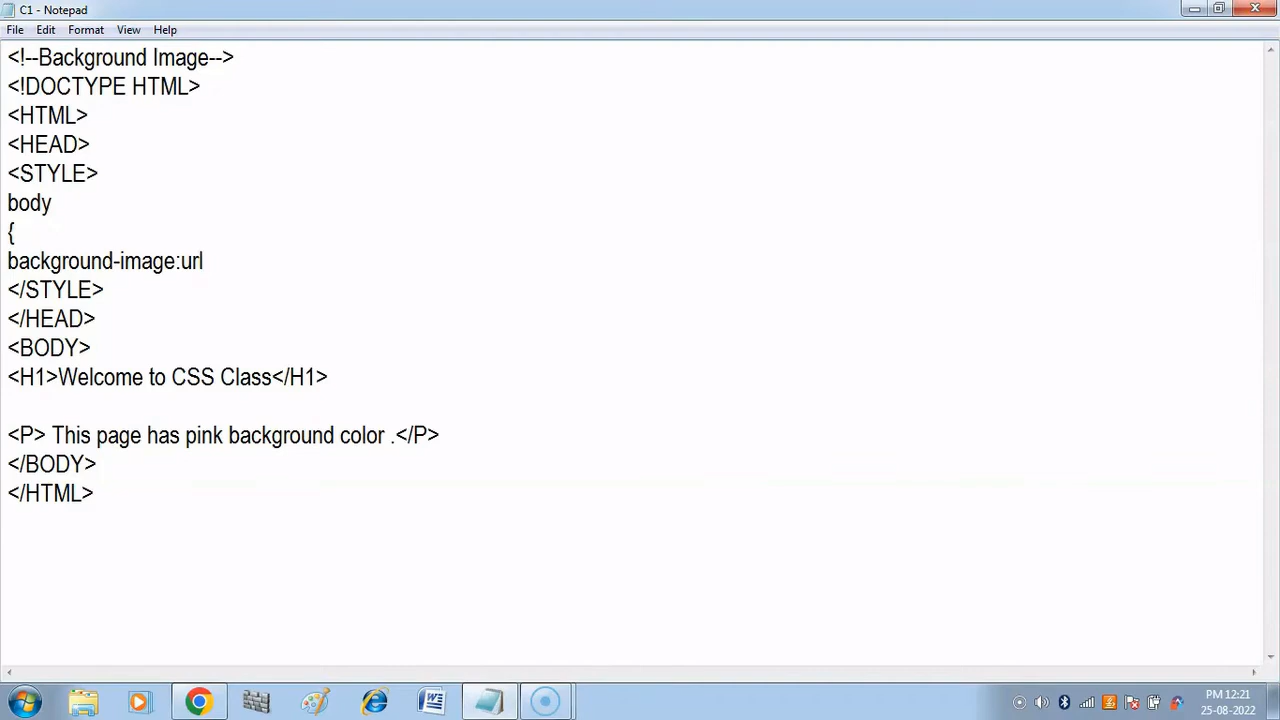 C1 - Notepad
File Edit Format View Help
<!--Background Image-->
<!DOCTYPE HTML>
<HTML>
<HEAD>
<STYLE>
body
{
background-image:url
</STYLE>
</HEAD>
<BODY>
<H1>Welcome to CSS Class</H1>
<P> This page has pink background color .</P>
</BODY>
</HTML>
PM 12:21
25-08-2022